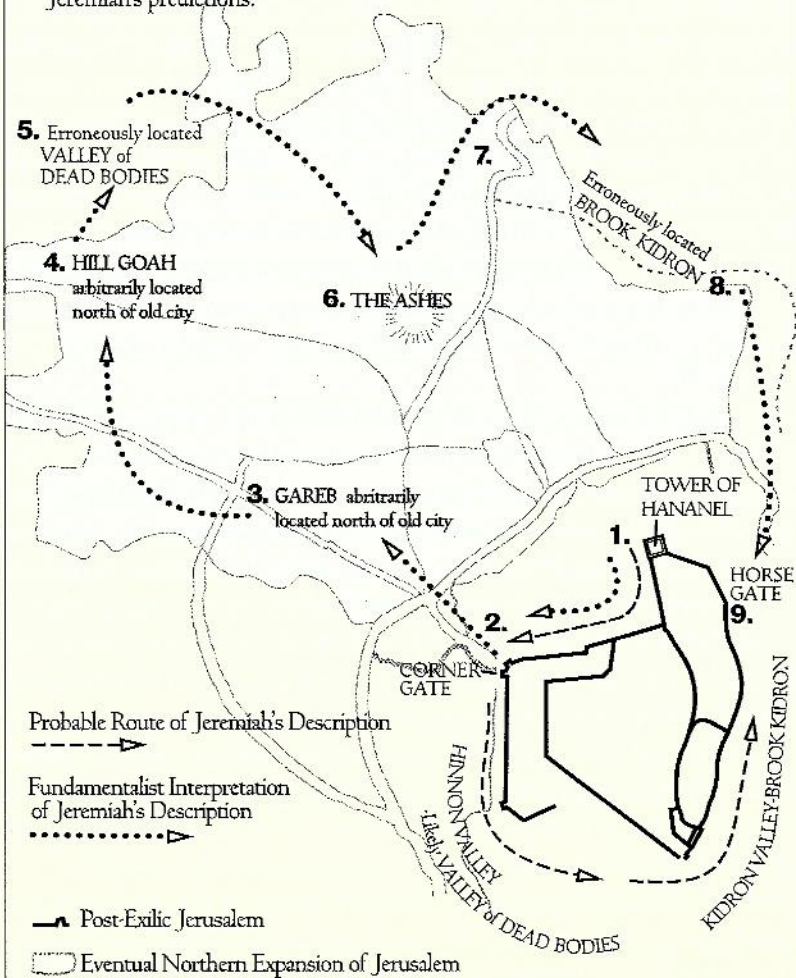 Jeremiah's predictions.
5. Erroneously located
VALLEY of
DEAD BODIES
7.
Erroneously located
BROOK KIDRON
8.
4. HILL GOAH
arbitrarily located
north of old city
6. THE ASHES
3. GAREB abritrarily
located north of old city
TOWER OF
HANANEL
1.
HORSE
GATE
9.
2.
CORNER
GATE
Probable Route of Jeremiah's Description
Fundamentalist Interpretation
of Jeremiah's Description
HINNON VALLEY
-Likely VALLEY of DEAD BODIES
KIDRON VALLEY-BROOK KIDRON
Post-Exilic Jerusalem
Eventual Northern Expansion of Jerusalem